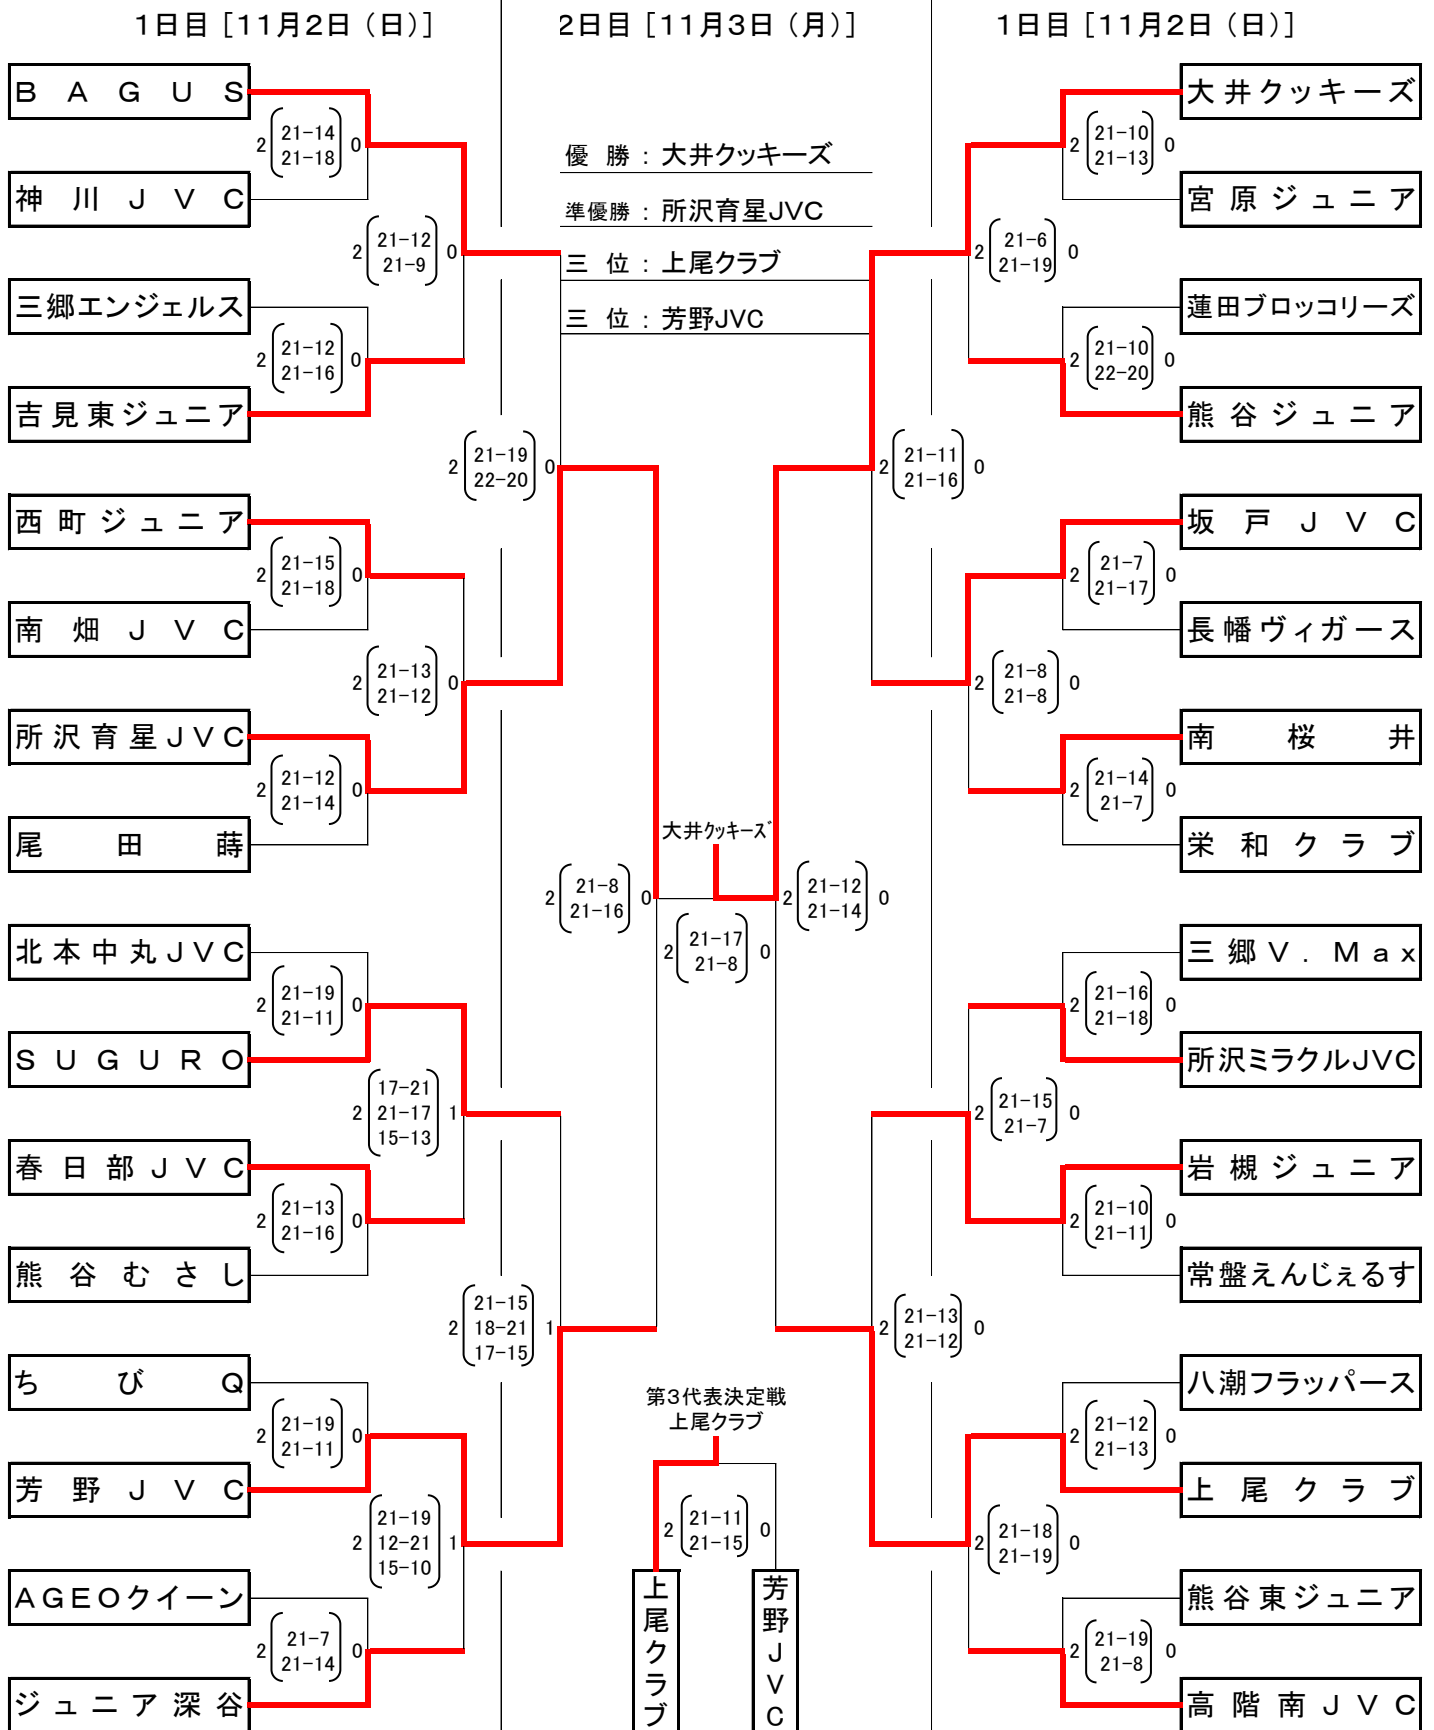 1日目 [11月2日（日）]
2日目 [11月3日（月）]
1日目 [11月2日（日）]
BAGUS
2 21-14 0
21-18
神川JVC
2 21-12 0
21-9
三郷エンジェルス
2 21-12 0
21-16
吉見東ジュニア
2 21-19 0
22-20
西町ジュニア
2 21-15 0
21-18
南畑JVC
2 21-13 0
21-12
所沢育星JVC
2 21-12 0
21-14
尾田蒔
2 21-8 0
21-16
北本中丸JVC
2 21-19 0
21-11
SUGURO
17-21
2 21-17 1
15-13
春日部JVC
2 21-13 0
21-16
熊谷むさし
21-15
2 18-21 1
17-15
ちびQ
2 21-19 0
21-11
芳野JVC
21-19
2 12-21 1
15-10
AGEOクイーン
2 21-7 0
21-14
ジュニア深谷
優勝：大井クッキーズ
準優勝：所沢育星JVC
三位：上尾クラブ
三位：芳野JVC
大井クッキーズ
2 21-17 0
21-8
第3代表決定戦
上尾クラブ
2 21-11 0
21-15
上尾クラブ
芳野JVC
大井クッキーズ
2 21-10 0
21-13
宮原ジュニア
2 21-6 0
21-19
蓮田ブロッコリーズ
2 21-10 0
22-20
熊谷ジュニア
2 21-11 0
21-16
坂戸JVC
2 21-7 0
21-17
長幡ヴィガース
2 21-8 0
21-8
南桜井
2 21-14 0
21-7
栄和クラブ
2 21-12 0
21-14
三郷V.Max
2 21-16 0
21-18
所沢ミラクルJVC
2 21-15 0
21-7
岩槻ジュニア
2 21-10 0
21-11
常盤えんじぇるす
2 21-13 0
21-12
八潮フラッパース
2 21-12 0
21-13
上尾クラブ
2 21-18 0
21-19
熊谷東ジュニア
2 21-19 0
21-8
高階南JVC